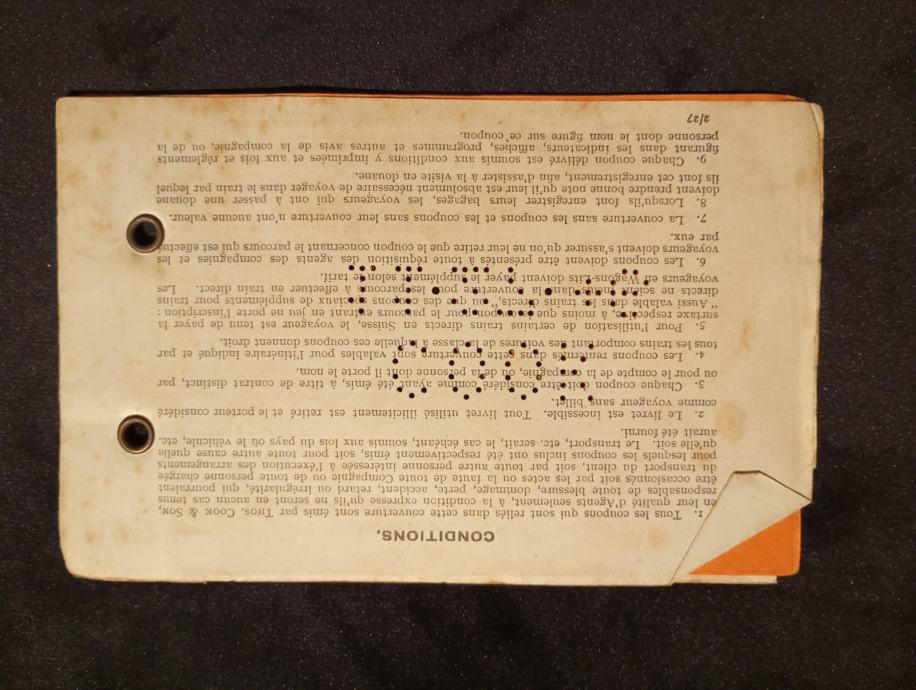 CONDITIONS.
1. Tous les coupons qui sont reliés dans cette couverture sont émis par THOS. COOK & SON,
en leur qualité d'Agents seulement, à la condition expresse qu'ils ne seront en aucun cas tenus
responsables de toute blessure, dommage, perte, accident, retard ou irrégularité, qui pourraient
être occasionnés soit par les actes ou la faute de toute Compagnie ou de toute personne chargée
du transport du client, soit par toute autre personne intéressée à l'éxécution des arrangements
pour lesquels les coupons inclus ont été respectivement émis, soit pour toute autre cause quelle
qu'elle soit. Le transport, etc. serait, le cas échéant, soumis aux lois du pays où le véhicule, etc.
aurait été fourni.
2. Le livret est incessible. Tout livret utilisé illicitement est retiré et le porteur considéré
comme voyageur sans billet.
3. Chaque coupon doit être considéré comme ayant été émis, à titre de contrat distinct, par
ou pour le compte de la compagnie, ou de la personne dont il porte le nom.
4. Les coupons renfermés dans cette couverture sont valables pour l'itinéraire indiqué et par
tous les trains comportant des voitures de la classe à laquelle ces coupons donnent droit.
5. Pour l'utilisation de certains trains directs en Suisse, le voyageur est tenu de payer la
surtaxe respective, à moins que le coupon pour le parcours entrant en jeu ne porte l'inscription :
"Aussi valable dans les trains directs," ou que des coupons spéciaux de suppléments pour trains
directs ne soient inclus dans la couverture pour les parcours à effectuer en train direct. Les
voyageurs en Wagons-Lits doivent payer le supplément selon le tarif.
6. Les coupons doivent être présentés à toute réquisition des agents des compagnies et les
voyageurs doivent s'assurer qu'on ne leur retire que le coupon concernant le parcours qui est effectué
par eux.
7. La couverture sans les coupons et les coupons sans leur couverture n'ont aucune valeur.
8. Lorsqu'ils font enregistrer leurs bagages, les voyageurs qui ont à passer une douane
doivent prendre bonne note qu'il leur est absolument nécessaire de voyager dans le train par lequel
ils font cet enregistrement, afin d'assister à la visite en douane.
9. Chaque coupon délivré est soumis aux conditions y imprimées et aux lois et règlements
figurant dans les indicateurs, affiches, programmes et autres avis de la compagnie, ou de la
personne dont le nom figure sur ce coupon.
2/27